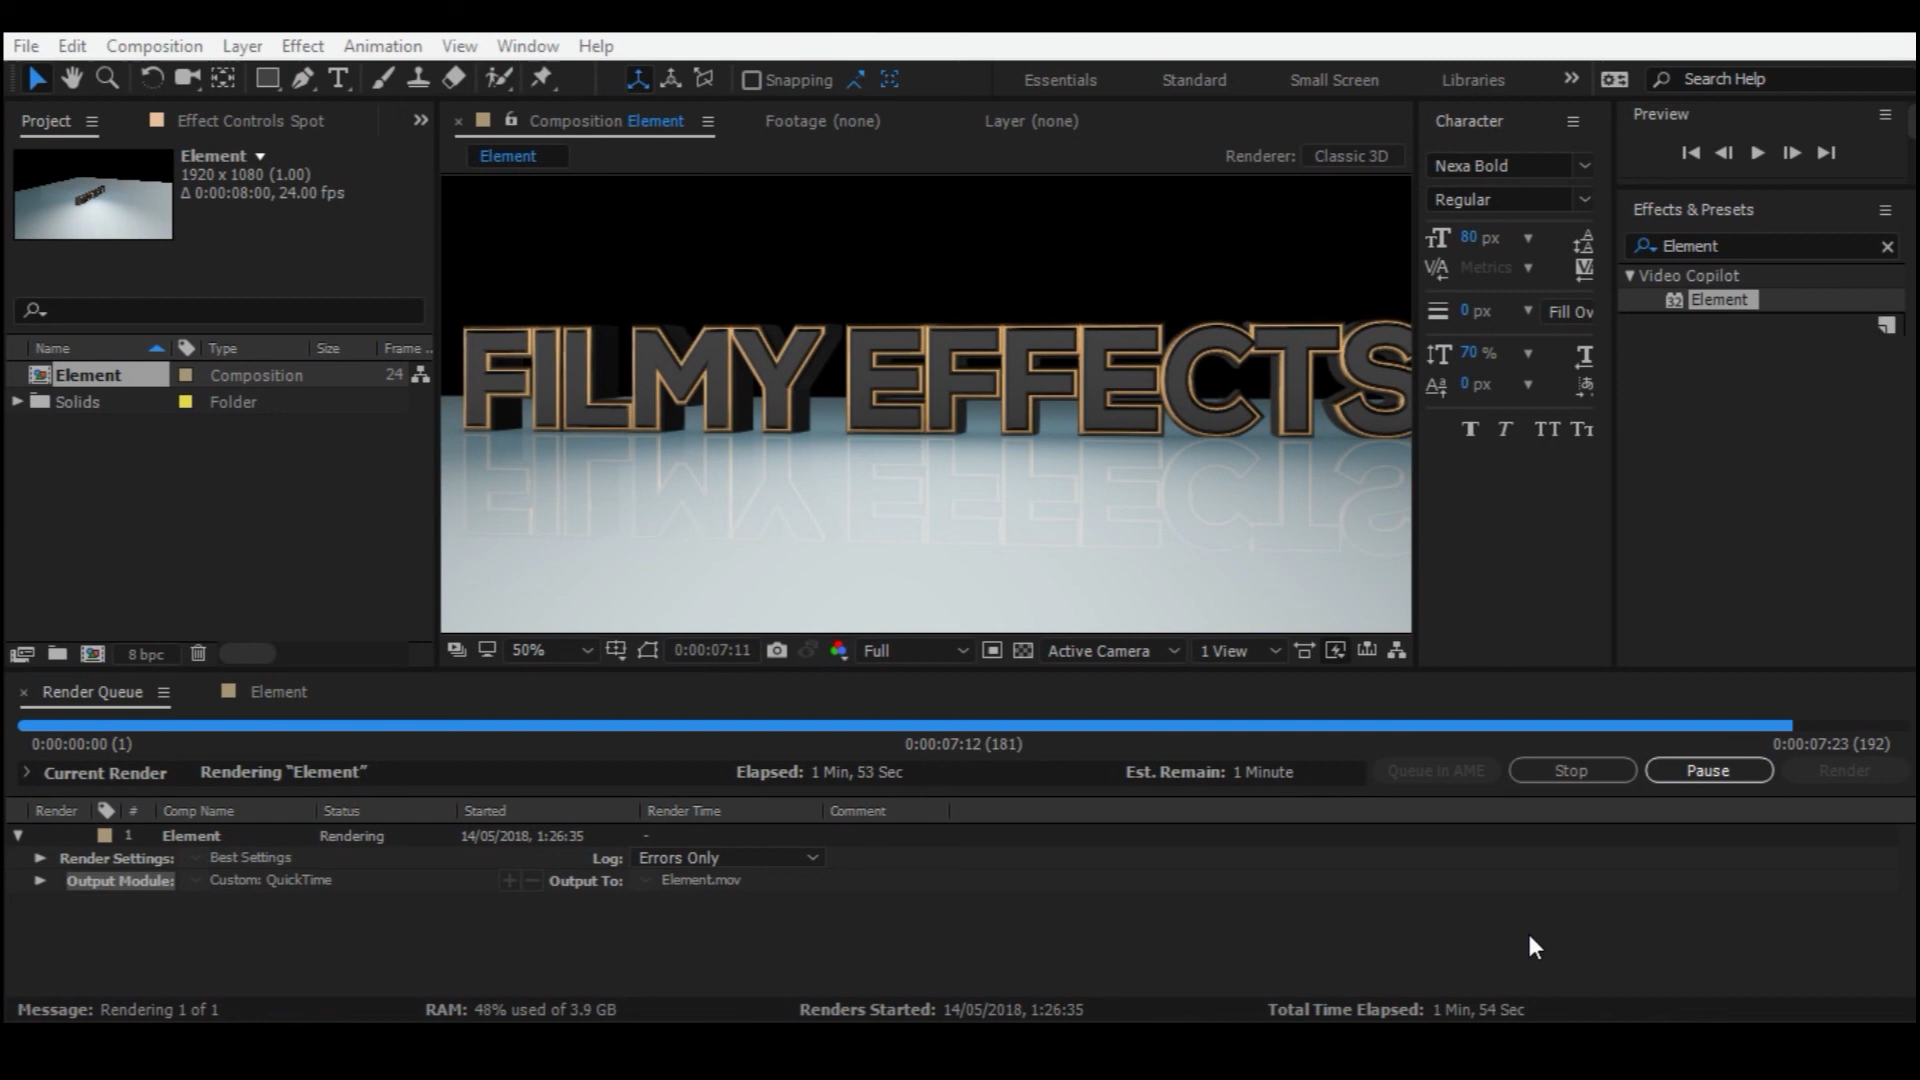 File Edit Composition Layer Effect Animation View Window Help
Snapping Essentials Standard Small Screen Libraries Search Help
Project Effect Controls Spot
Element
1920 x 1080 (1.00)
Δ 0:00:08:00, 24.00 fps
Name Type Size Frame ..
Element Composition 24
Solids Folder
8 bpc
Composition Element Footage (none) Layer (none)
Element Renderer: Classic 3D
FILMY EFFECTS
50% 0:00:07:11 Full Active Camera 1 View
Character
Nexa Bold
Regular
80 px
Metrics
0 px Fill Ov
70 %
0 px
T T TT Tт
Preview
Effects & Presets
Element
Video Copilot
32 Element
Render Queue Element
0:00:00:00 (1) 0:00:07:12 (181) 0:00:07:23 (192)
Current Render Rendering "Element" Elapsed: 1 Min, 53 Sec Est. Remain: 1 Minute Queue in AME Stop Pause Render
Render # Comp Name Status Started Render Time Comment
1 Element Rendering 14/05/2018, 1:26:35 -
Render Settings: Best Settings Log: Errors Only
Output Module: Custom: QuickTime Output To: Element.mov
Message: Rendering 1 of 1 RAM: 48% used of 3.9 GB Renders Started: 14/05/2018, 1:26:35 Total Time Elapsed: 1 Min, 54 Sec